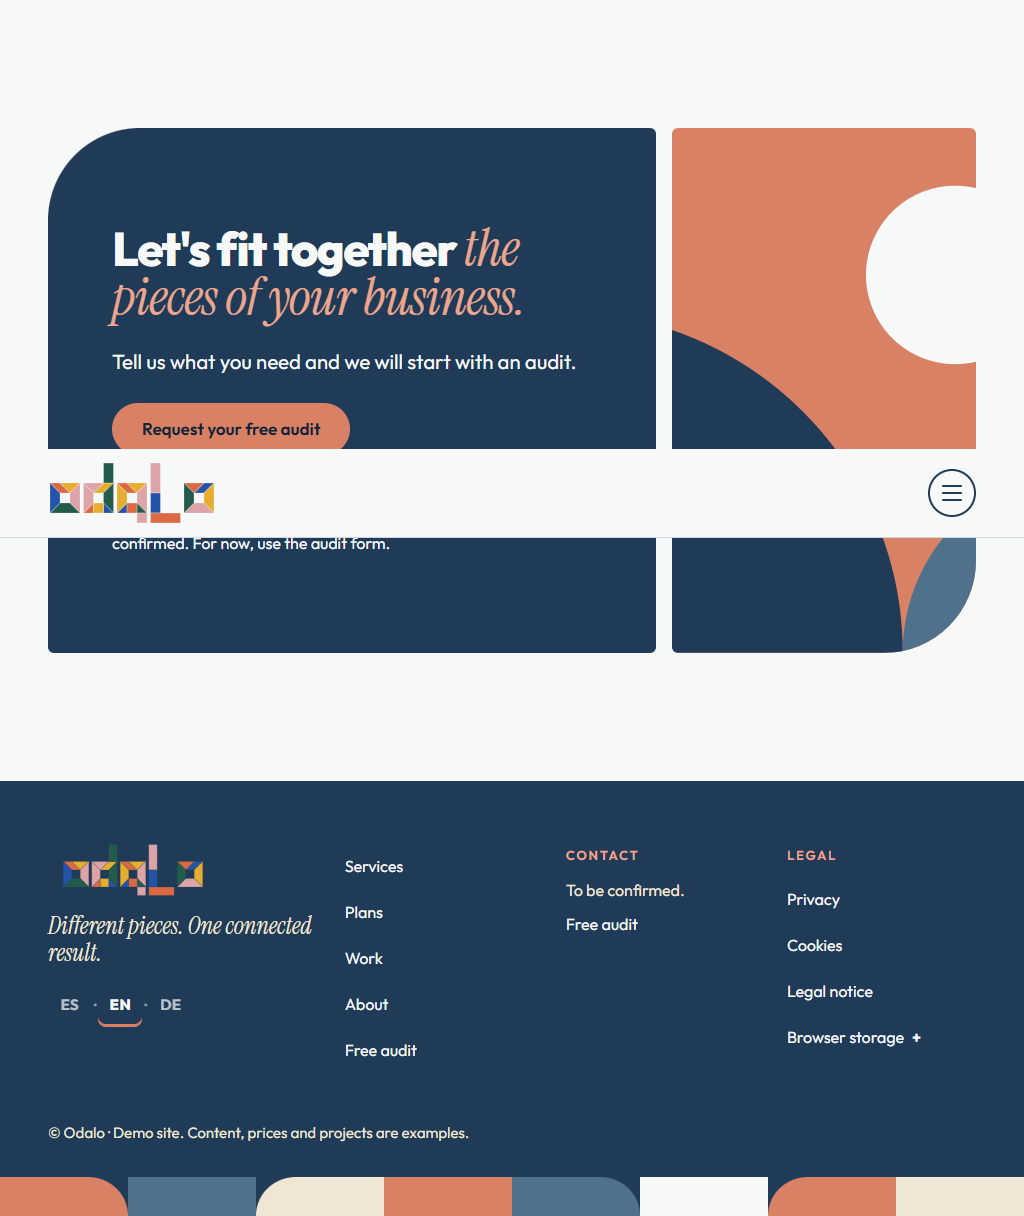 Let's fit together the
pieces of your business.
Tell us what you need and we will start with an audit.
Request your free audit
odalo
confirmed. For now, use the audit form.
odalo
Different pieces. One connected
result.
ES · EN · DE
Services
Plans
Work
About
Free audit
CONTACT
To be confirmed.
Free audit
LEGAL
Privacy
Cookies
Legal notice
Browser storage +
© Odalo · Demo site. Content, prices and projects are examples.